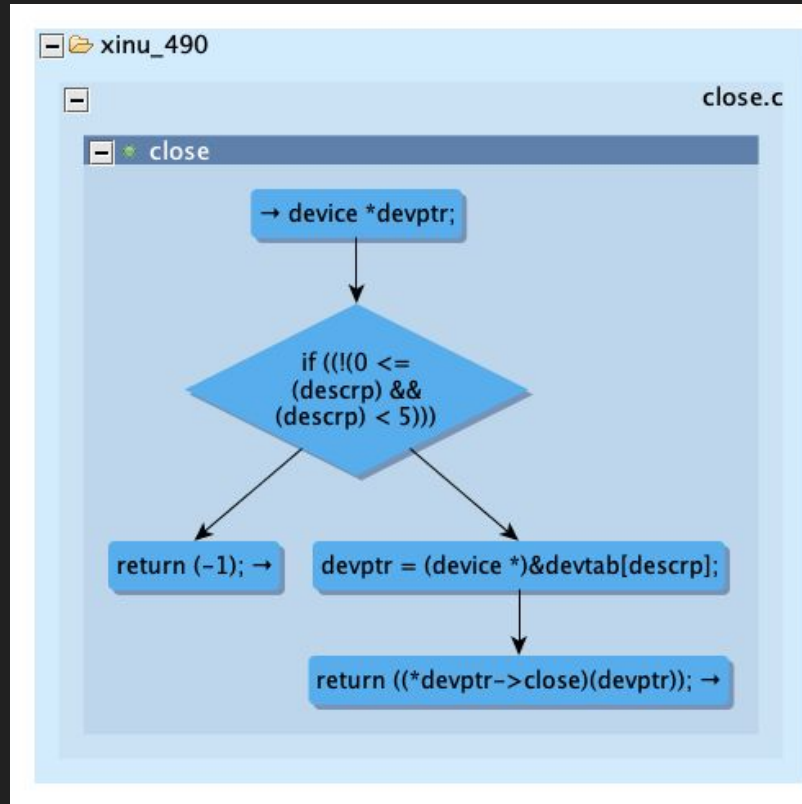 xinu_490
close.c
close
→ device *devptr;
if ((!(0 <=
(descrp) &&
(descrp) < 5)))
return (-1); →
devptr = (device *)&devtab[descrp];
return ((*devptr->close)(devptr)); →